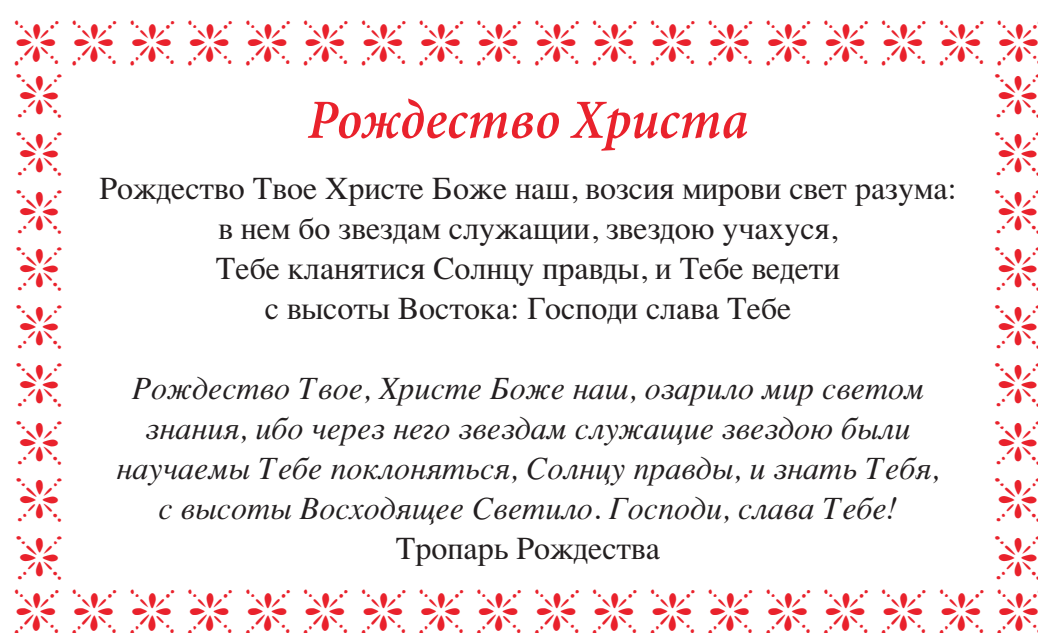 Рождество Христа
Рождество Твое Христе Боже наш, возсия мирови свет разума:
в нем бо звездам служащии, звездою учахуся,
Тебе кланятися Солнцу правды, и Тебе ведети
с высоты Востока: Господи слава Тебе
Рождество Твое, Христе Боже наш, озарило мир светом
знания, ибо через него звездам служащие звездою были
научаемы Тебе поклоняться, Солнцу правды, и знать Тебя,
с высоты Восходящее Светило. Господи, слава Тебе!
Тропарь Рождества